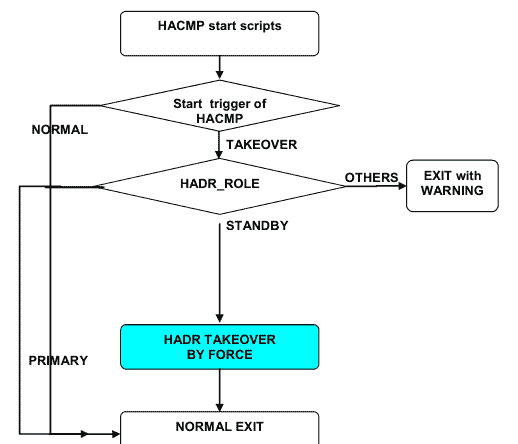 HACMP start scripts
Start trigger of
HACMP
NORMAL
TAKEOVER
HADR_ROLE
OTHERS
EXIT with
WARNING
STANDBY
HADR TAKEOVER
BY FORCE
PRIMARY
NORMAL EXIT